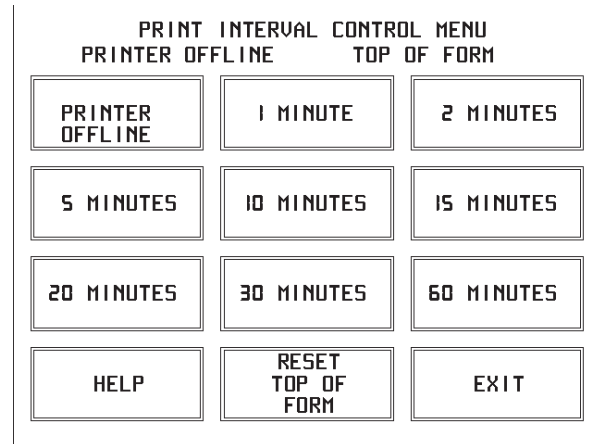 PRINT INTERVAL CONTROL MENU
PRINTER OFFLINE TOP OF FORM
PRINTER
OFFLINE
1 MINUTE
2 MINUTES
5 MINUTES
10 MINUTES
15 MINUTES
20 MINUTES
30 MINUTES
60 MINUTES
HELP
RESET
TOP OF
FORM
EXIT